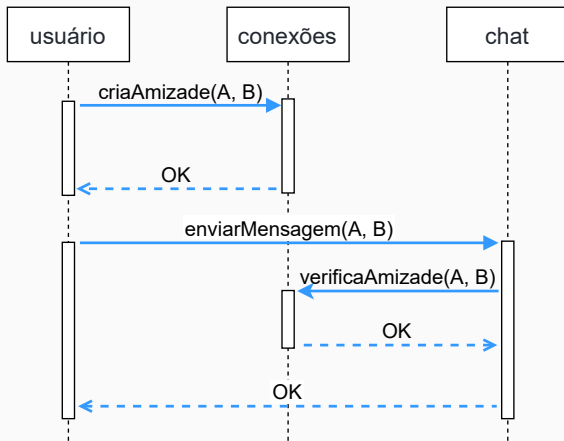 usuário
conexões
chat
criaAmizade(A, B)
OK
enviarMensagem(A, B)
verificaAmizade(A, B)
OK
OK